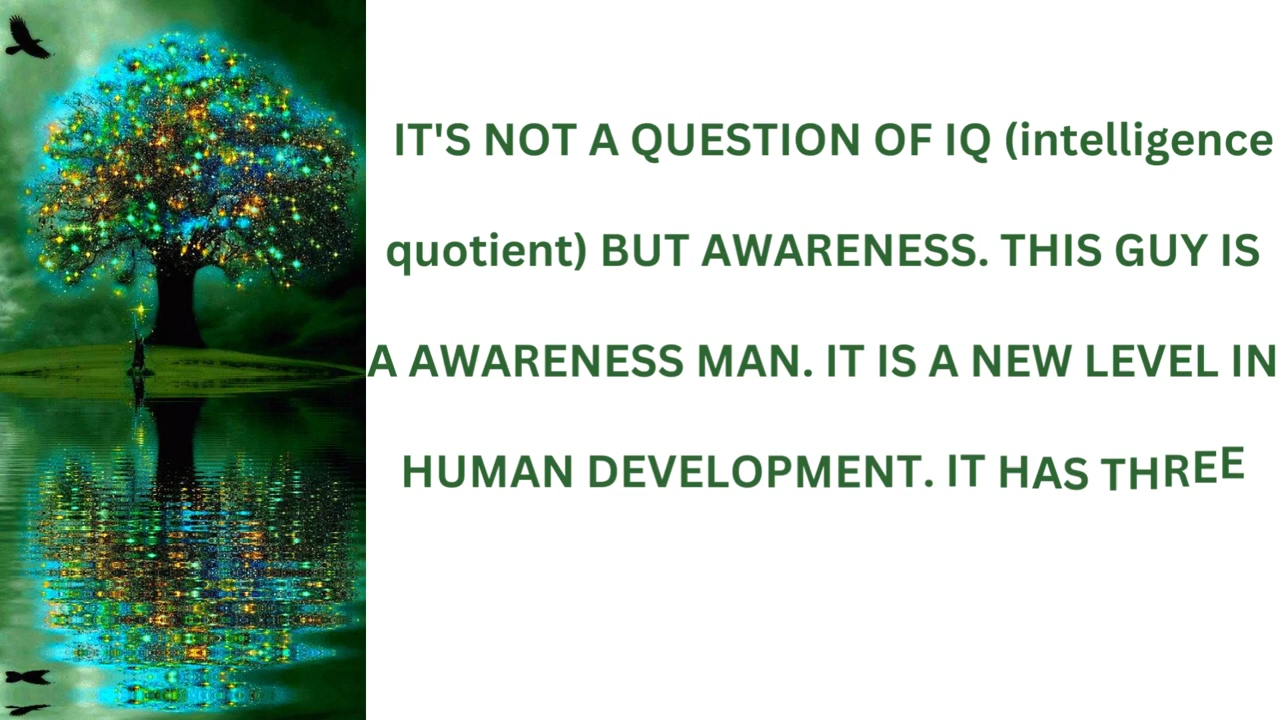 IT'S NOT A QUESTION OF IQ (intelligence
quotient) BUT AWARENESS. THIS GUY IS
A AWARENESS MAN. IT IS A NEW LEVEL IN
HUMAN DEVELOPMENT. IT HAS THREE